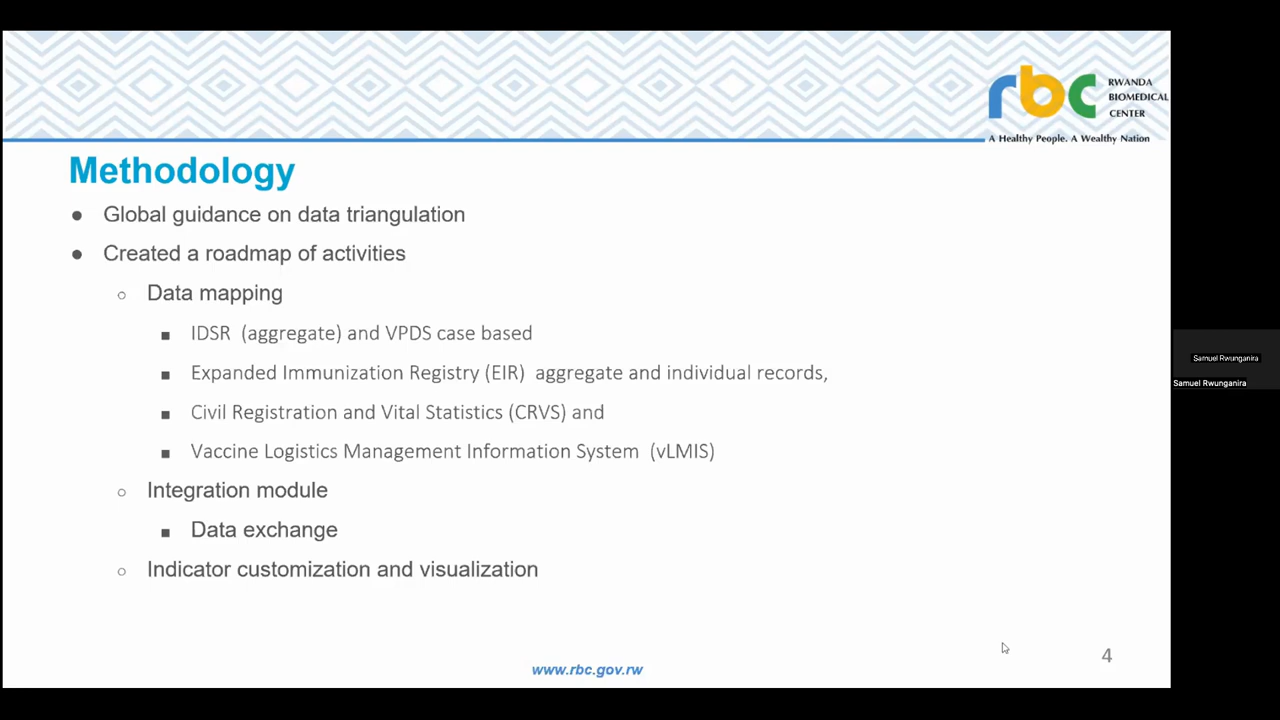 rbc
RWANDA
BIOMEDICAL
CENTER
A Healthy People. A Wealthy Nation
Methodology
● Global guidance on data triangulation
● Created a roadmap of activities
○ Data mapping
■ IDSR (aggregate) and VPDS case based
■ Expanded Immunization Registry (EIR) aggregate and individual records,
■ Civil Registration and Vital Statistics (CRVS) and
■ Vaccine Logistics Management Information System (vLMIS)
○ Integration module
■ Data exchange
○ Indicator customization and visualization
www.rbc.gov.rw
4
Samuel Rwunganira
Samuel Rwunganira